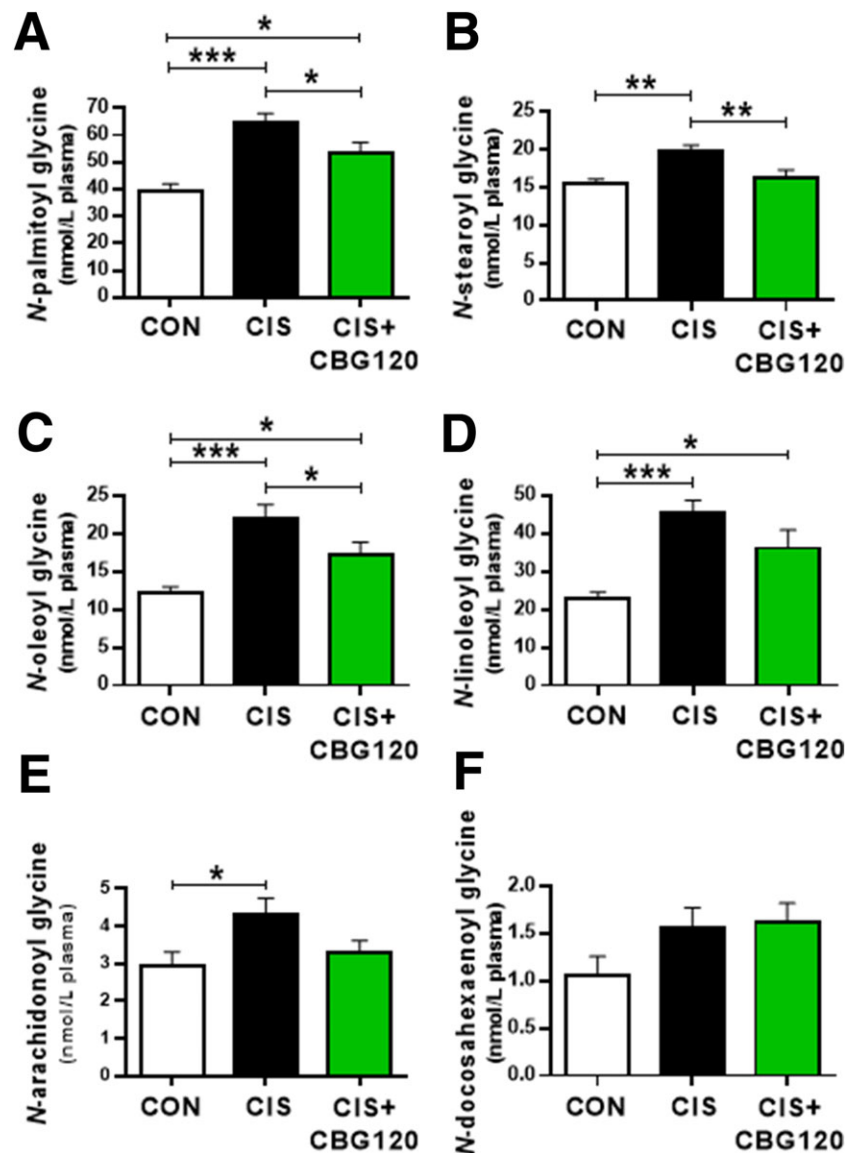 A
*
***
*
N-palmitoyl glycine
(nmol/L plasma)
70
60
50
40
30
20
10
0
CON CIS CIS+
CBG120
B
**
**
N-stearoyl glycine
(nmol/L plasma)
25
20
15
10
5
0
CON CIS CIS+
CBG120
C
*
***
*
N-oleoyl glycine
(nmol/L plasma)
25
20
15
10
5
0
CON CIS CIS+
CBG120
D
*
***
N-linoleoyl glycine
(nmol/L plasma)
50
40
30
20
10
0
CON CIS CIS+
CBG120
E
*
N-arachidonoyl glycine
(nmol/L plasma)
5
4
3
2
1
0
CON CIS CIS+
CBG120
F
N-docosahexaenoyl glycine
(nmol/L plasma)
2.0
1.5
1.0
0.5
0.0
CON CIS CIS+
CBG120